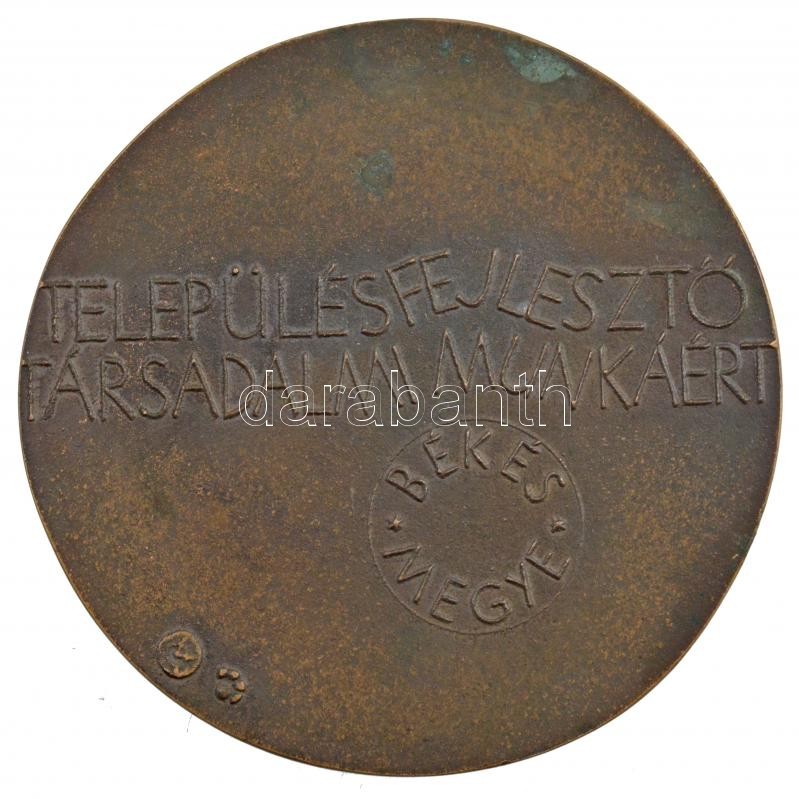 TELEPÜLÉSFEJLESZTŐ
TÁRSADALMI MUNKÁÉRT
darabanth
BÉKÉS
MEGYE